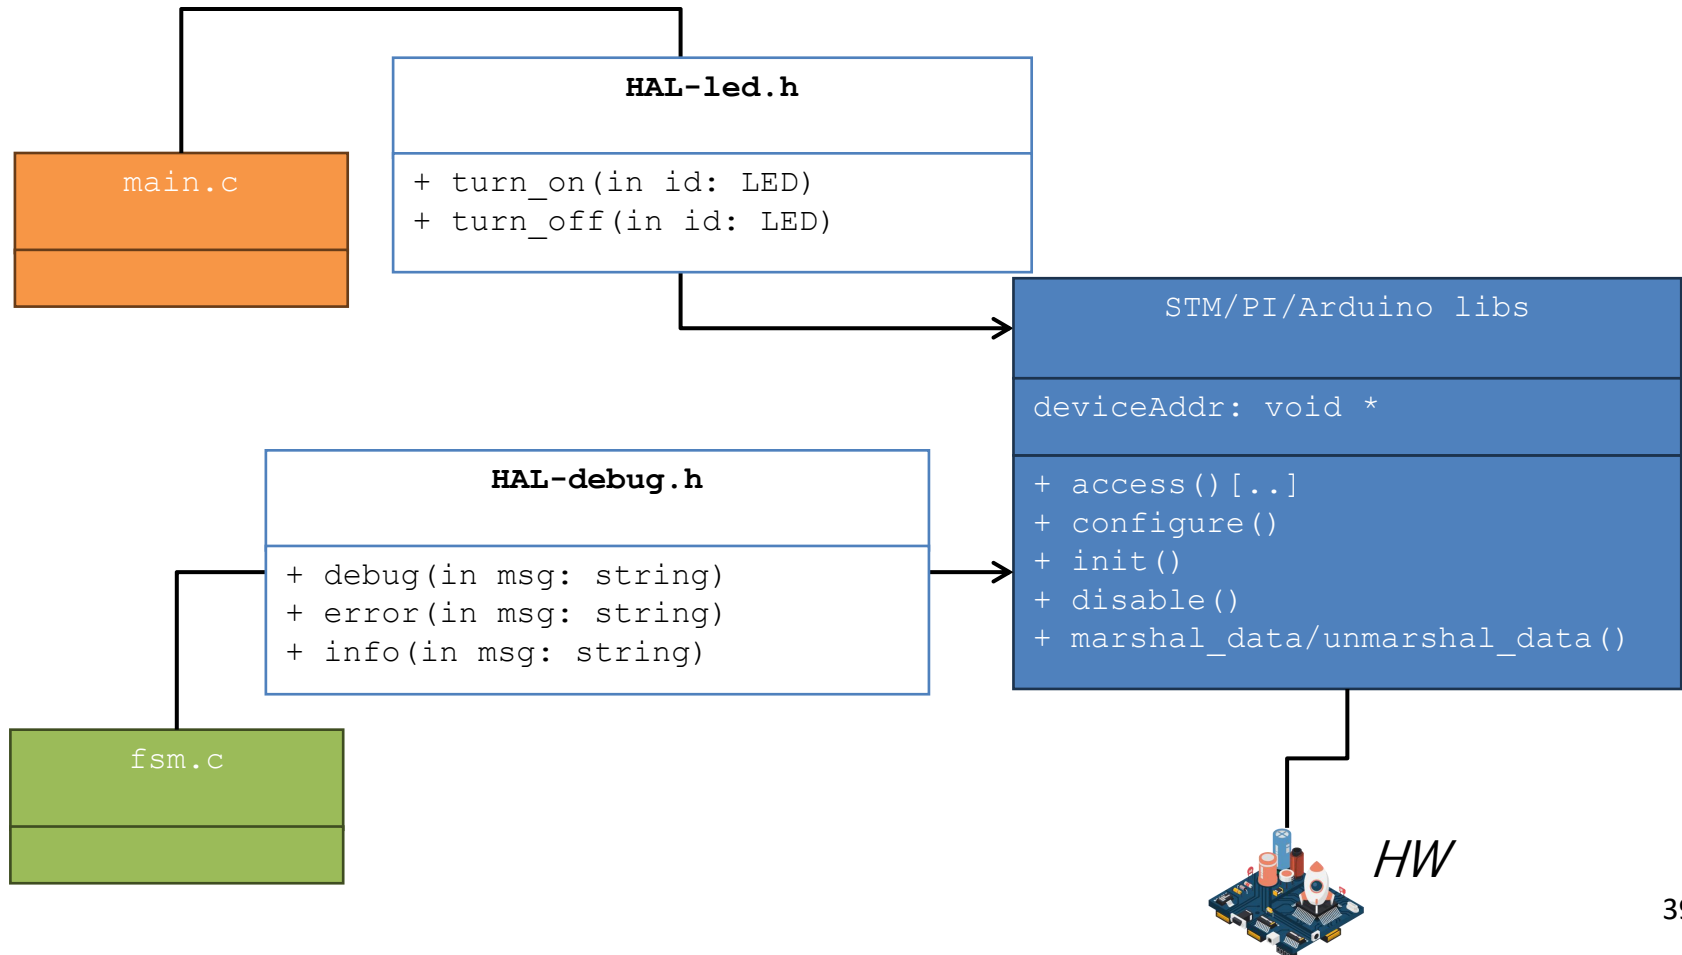 HAL-led.h
+ turn_on(in id: LED)
+ turn_off(in id: LED)
main.c
STM/PI/Arduino libs
deviceAddr: void *
+ access()[..]
+ configure()
+ init()
+ disable()
+ marshal_data/unmarshal_data()
HAL-debug.h
+ debug(in msg: string)
+ error(in msg: string)
+ info(in msg: string)
fsm.c
HW
39